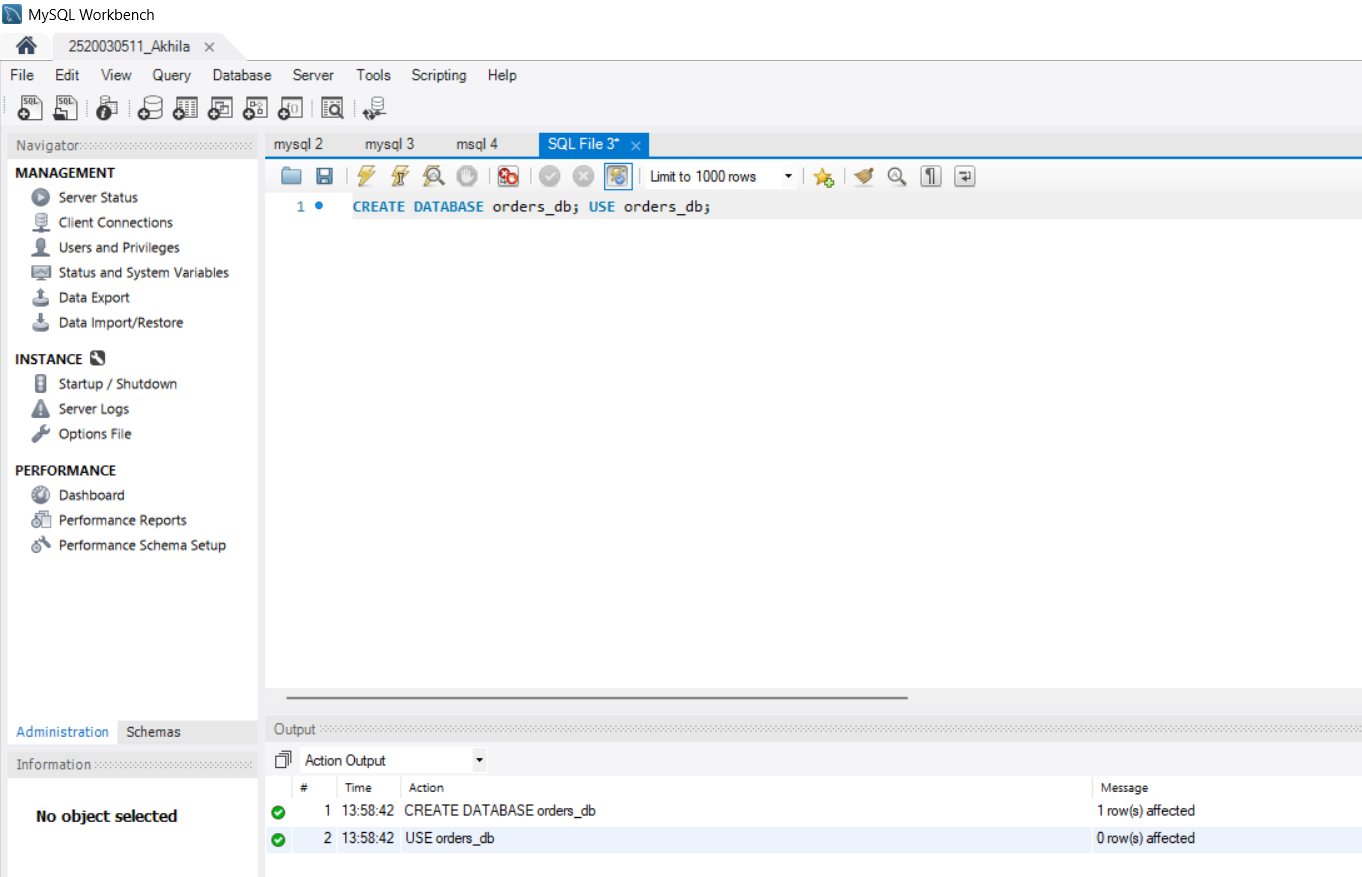 MySQL Workbench
2520030511_Akhila
File Edit View Query Database Server Tools Scripting Help
Navigator
MANAGEMENT
Server Status
Client Connections
Users and Privileges
Status and System Variables
Data Export
Data Import/Restore
INSTANCE
Startup / Shutdown
Server Logs
Options File
PERFORMANCE
Dashboard
Performance Reports
Performance Schema Setup
Administration Schemas
Information
No object selected
mysql 2 mysql 3 msql 4 SQL File 3*
Limit to 1000 rows
1 CREATE DATABASE orders_db; USE orders_db;
Output
Action Output
# Time Action Message
1 13:58:42 CREATE DATABASE orders_db 1 row(s) affected
2 13:58:42 USE orders_db 0 row(s) affected